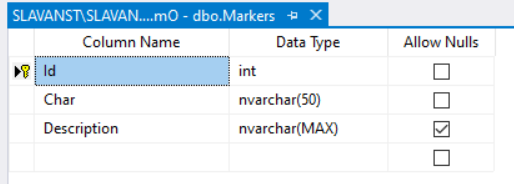 SLAVANST\SLAVAN....mO - dbo.Markers
Column Name Data Type Allow Nulls
Id int
Char nvarchar(50)
Description nvarchar(MAX)